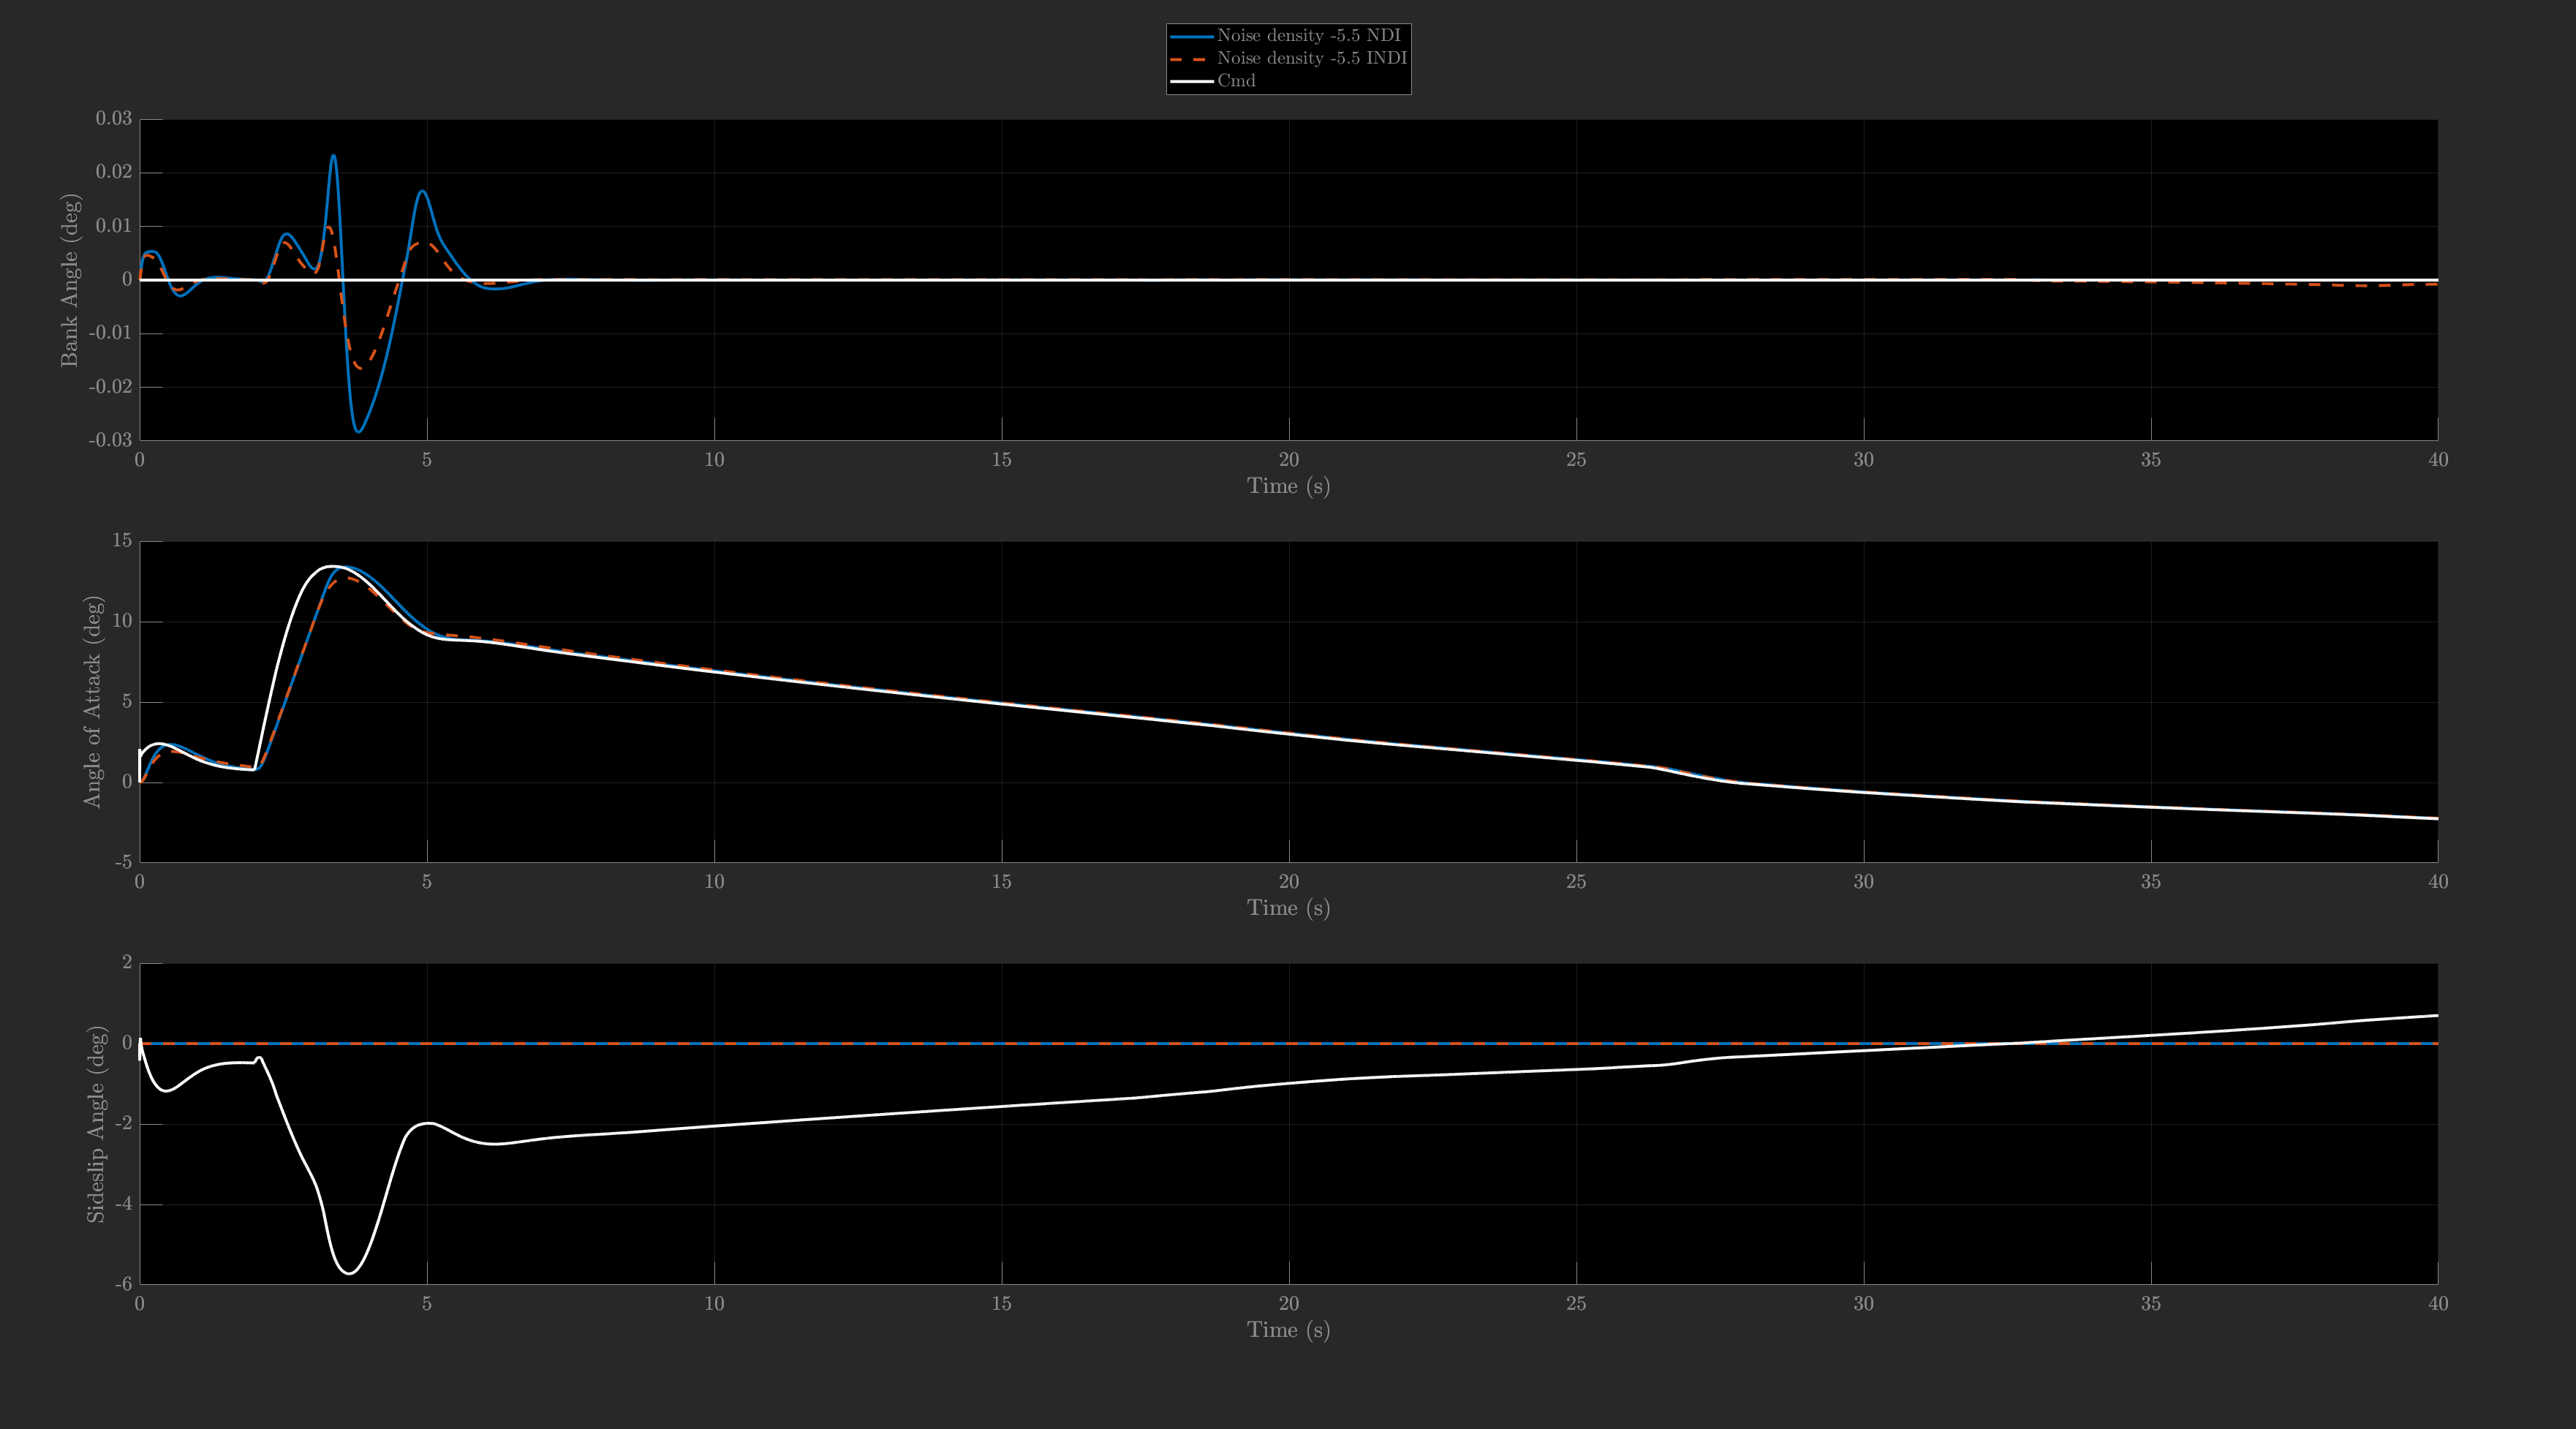 Noise density -5.5 NDI
Noise density -5.5 INDI
Cmd
0.03
0.02
0.01
0
-0.01
-0.02
-0.03
Bank Angle (deg)
0 5 10 15 20 25 30 35 40
Time (s)
15
10
5
0
-5
Angle of Attack (deg)
0 5 10 15 20 25 30 35 40
Time (s)
2
0
-2
-4
-6
Sideslip Angle (deg)
0 5 10 15 20 25 30 35 40
Time (s)